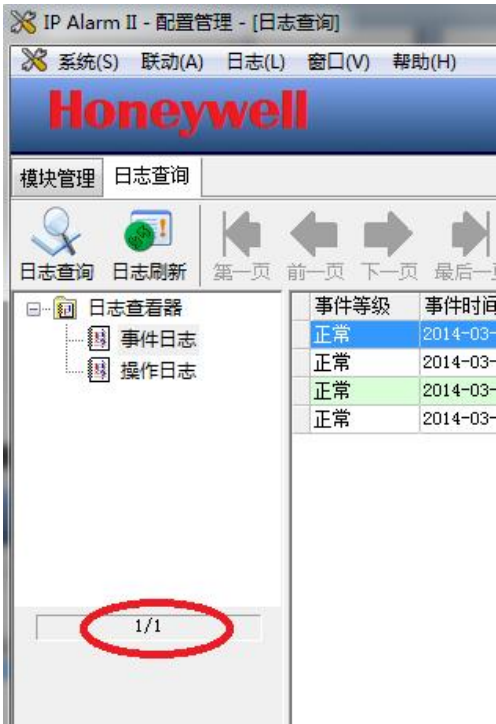 IP Alarm II - 配置管理 - [日志查询]
系统(S) 联动(A) 日志(L) 窗口(V) 帮助(H)
Honeywell
模块管理 日志查询
日志查询 日志刷新 第一页 前一页 下一页 最后一
日志查看器
事件日志
操作日志
事件等级 事件时间
正常 2014-03-
正常 2014-03-
正常 2014-03-
正常 2014-03-
1/1